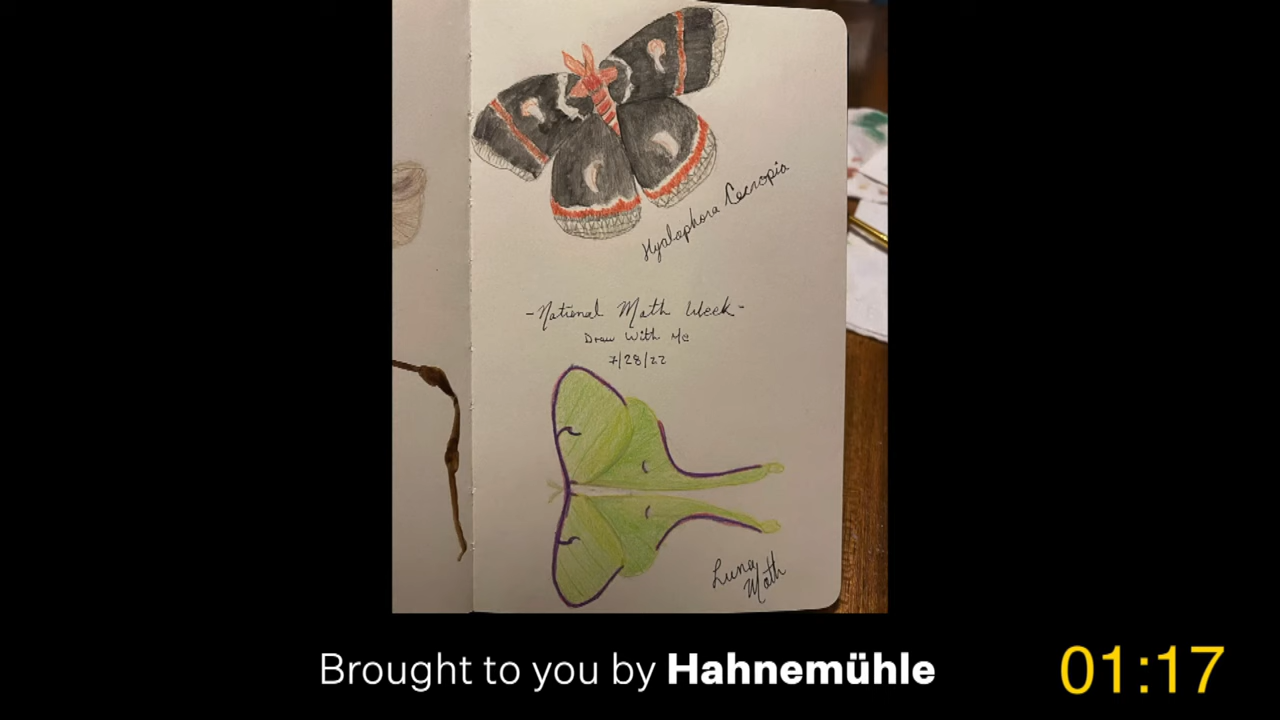 Hyalophora Cecropia
-National Moth Week-
Draw With Me
7/28/22
Luna
Moth
Brought to you by Hahnemühle
01:17